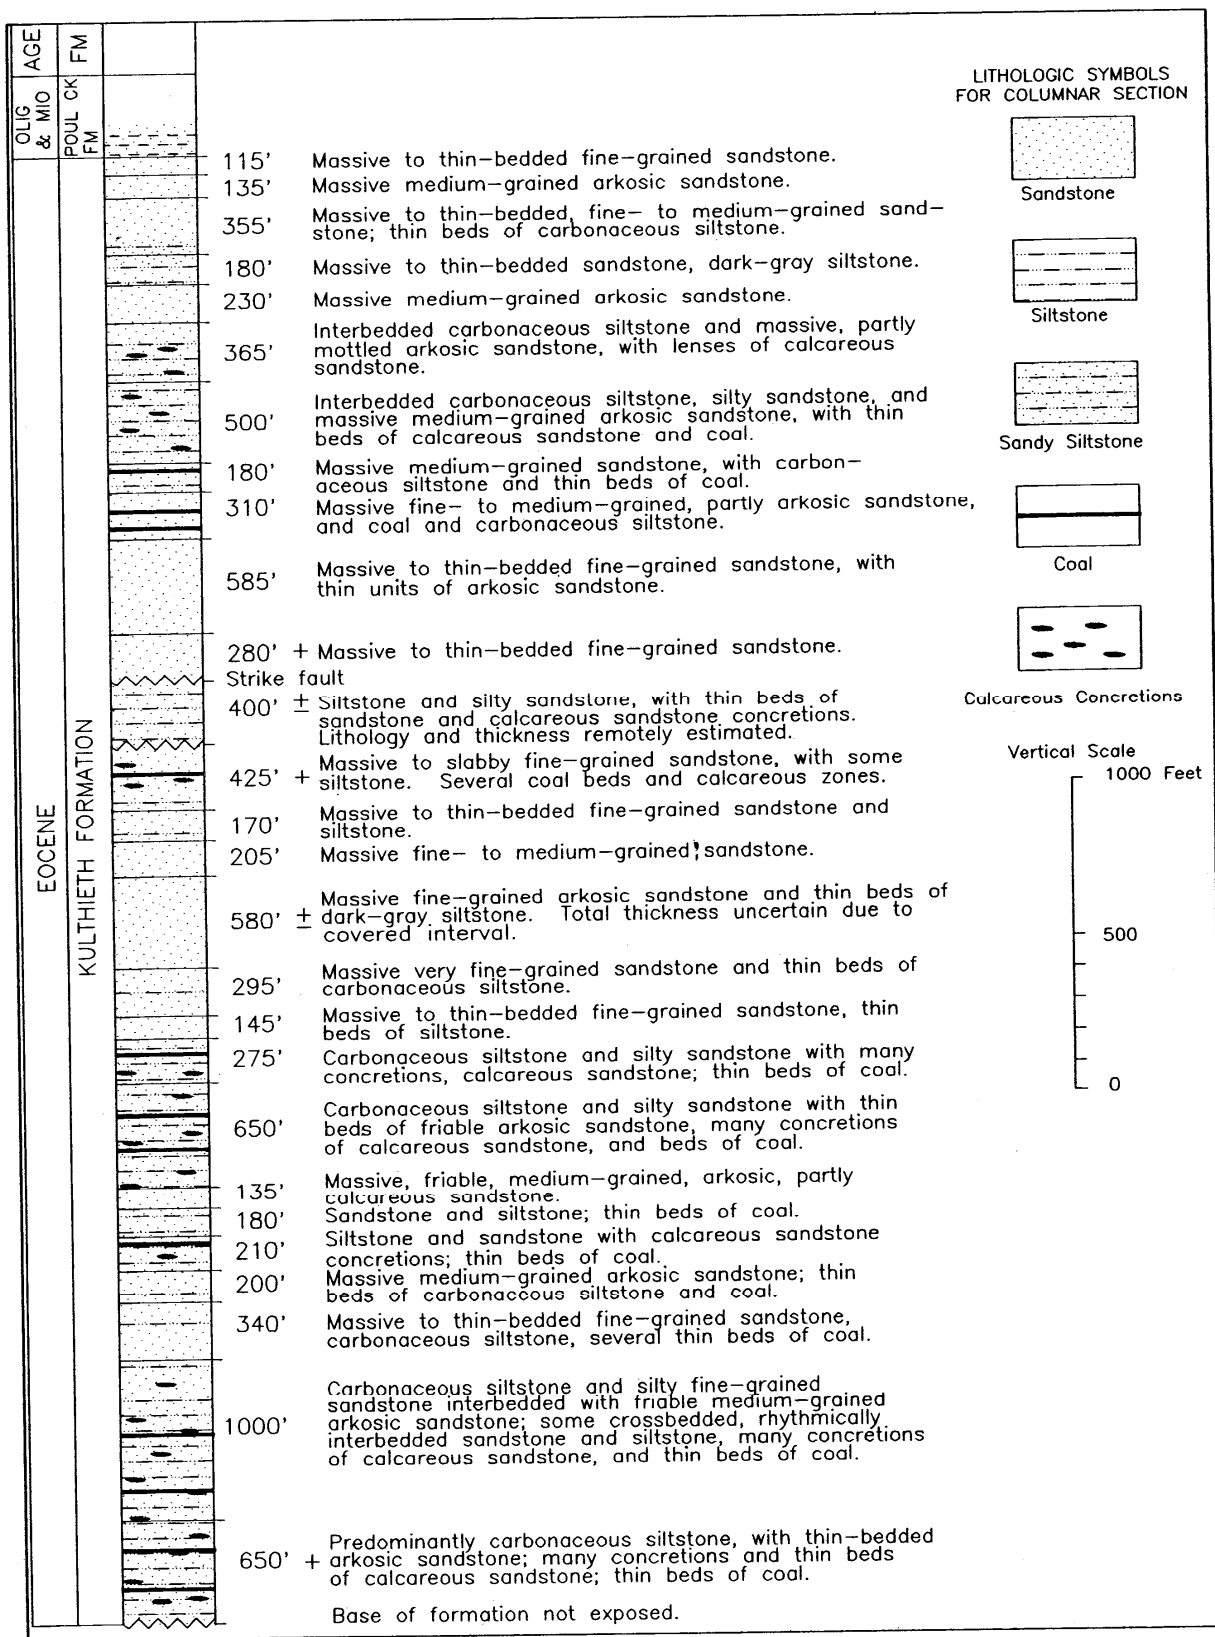 AGE
FM
OLIG
& MIO
POUL CK
FM
EOCENE
KULTHIETH FORMATION
115' Massive to thin-bedded fine-grained sandstone.
135' Massive medium-grained arkosic sandstone.
355' Massive to thin-bedded, fine- to medium-grained sand-
stone; thin beds of carbonaceous siltstone.
180' Massive to thin-bedded sandstone, dark-gray siltstone.
230' Massive medium-grained arkosic sandstone.
365' Interbedded carbonaceous siltstone and massive, partly
mottled arkosic sandstone, with lenses of calcareous
sandstone.
500' Interbedded carbonaceous siltstone, silty sandstone, and
massive medium-grained arkosic sandstone, with thin
beds of calcareous sandstone and coal.
180' Massive medium-grained sandstone, with carbon-
aceous siltstone and thin beds of coal.
310' Massive fine- to medium-grained, partly arkosic sandstone,
and coal and carbonaceous siltstone.
585' Massive to thin-bedded fine-grained sandstone, with
thin units of arkosic sandstone.
280' + Massive to thin-bedded fine-grained sandstone.
Strike fault
400' ± Siltstone and silty sandstone, with thin beds of
sandstone and calcareous sandstone concretions.
Lithology and thickness remotely estimated.
425' + Massive to slabby fine-grained sandstone, with some
siltstone. Several coal beds and calcareous zones.
170' Massive to thin-bedded fine-grained sandstone and
siltstone.
205' Massive fine- to medium-grained, sandstone.
580' ± Massive fine-grained arkosic sandstone and thin beds of
dark-gray siltstone. Total thickness uncertain due to
covered interval.
295' Massive very fine-grained sandstone and thin beds of
carbonaceous siltstone.
145' Massive to thin-bedded fine-grained sandstone, thin
beds of siltstone.
275' Carbonaceous siltstone and silty sandstone with many
concretions, calcareous sandstone; thin beds of coal.
650' Carbonaceous siltstone and silty sandstone with thin
beds of friable arkosic sandstone, many concretions
of calcareous sandstone, and beds of coal.
135' Massive, friable, medium-grained, arkosic, partly
calcareous sandstone.
180' Sandstone and siltstone; thin beds of coal.
210' Siltstone and sandstone with calcareous sandstone
concretions; thin beds of coal.
200' Massive medium-grained arkosic sandstone; thin
beds of carbonaceous siltstone and coal.
340' Massive to thin-bedded fine-grained sandstone,
carbonaceous siltstone, several thin beds of coal.
1000' Carbonaceous siltstone and silty fine-grained
sandstone interbedded with friable medium-grained
arkosic sandstone; some crossbedded, rhythmically
interbedded sandstone and siltstone, many concretions
of calcareous sandstone, and thin beds of coal.
650' + Predominantly carbonaceous siltstone, with thin-bedded
arkosic sandstone; many concretions and thin beds
of calcareous sandstone; thin beds of coal.
Base of formation not exposed.
LITHOLOGIC SYMBOLS
FOR COLUMNAR SECTION
Sandstone
Siltstone
Sandy Siltstone
Coal
Calcareous Concretions
Vertical Scale
1000 Feet
500
0